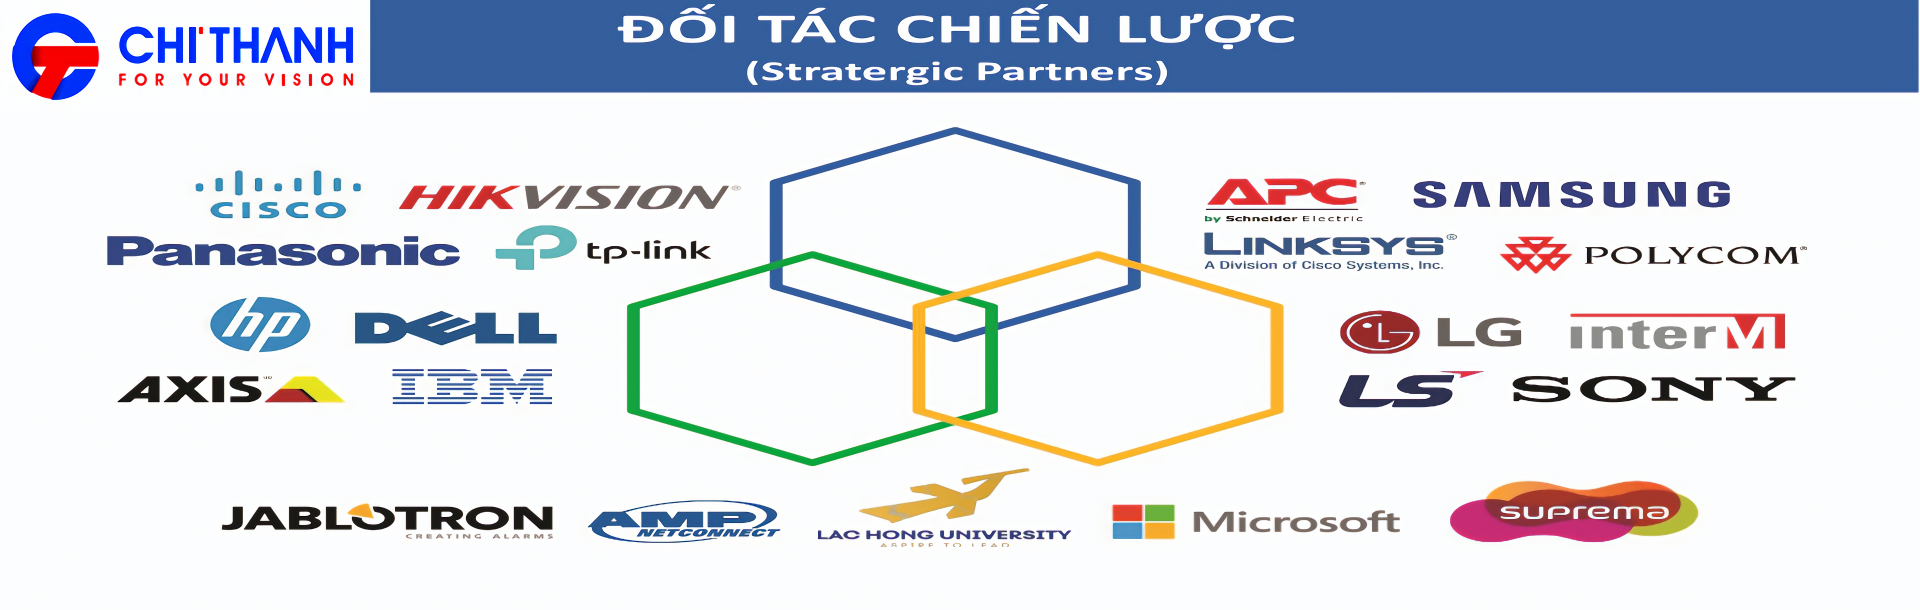 CHÍ THANH
FOR YOUR VISION
ĐỐI TÁC CHIẾN LƯỢC
(Stratergic Partners)
CISCO
HIKVISION®
Panasonic
tp-link
hp
DELL
AXIS
IBM
APC®
by Schneider Electric
SAMSUNG
LINKSYS®
A Division of Cisco Systems, Inc.
POLYCOM®
LG LG
interM
LS
SONY
JABLOTRON
CREATING ALARMS
AMP
NETCONNECT
LAC HONG UNIVERSITY
ASPIRE TO LEAD
Microsoft
suprema